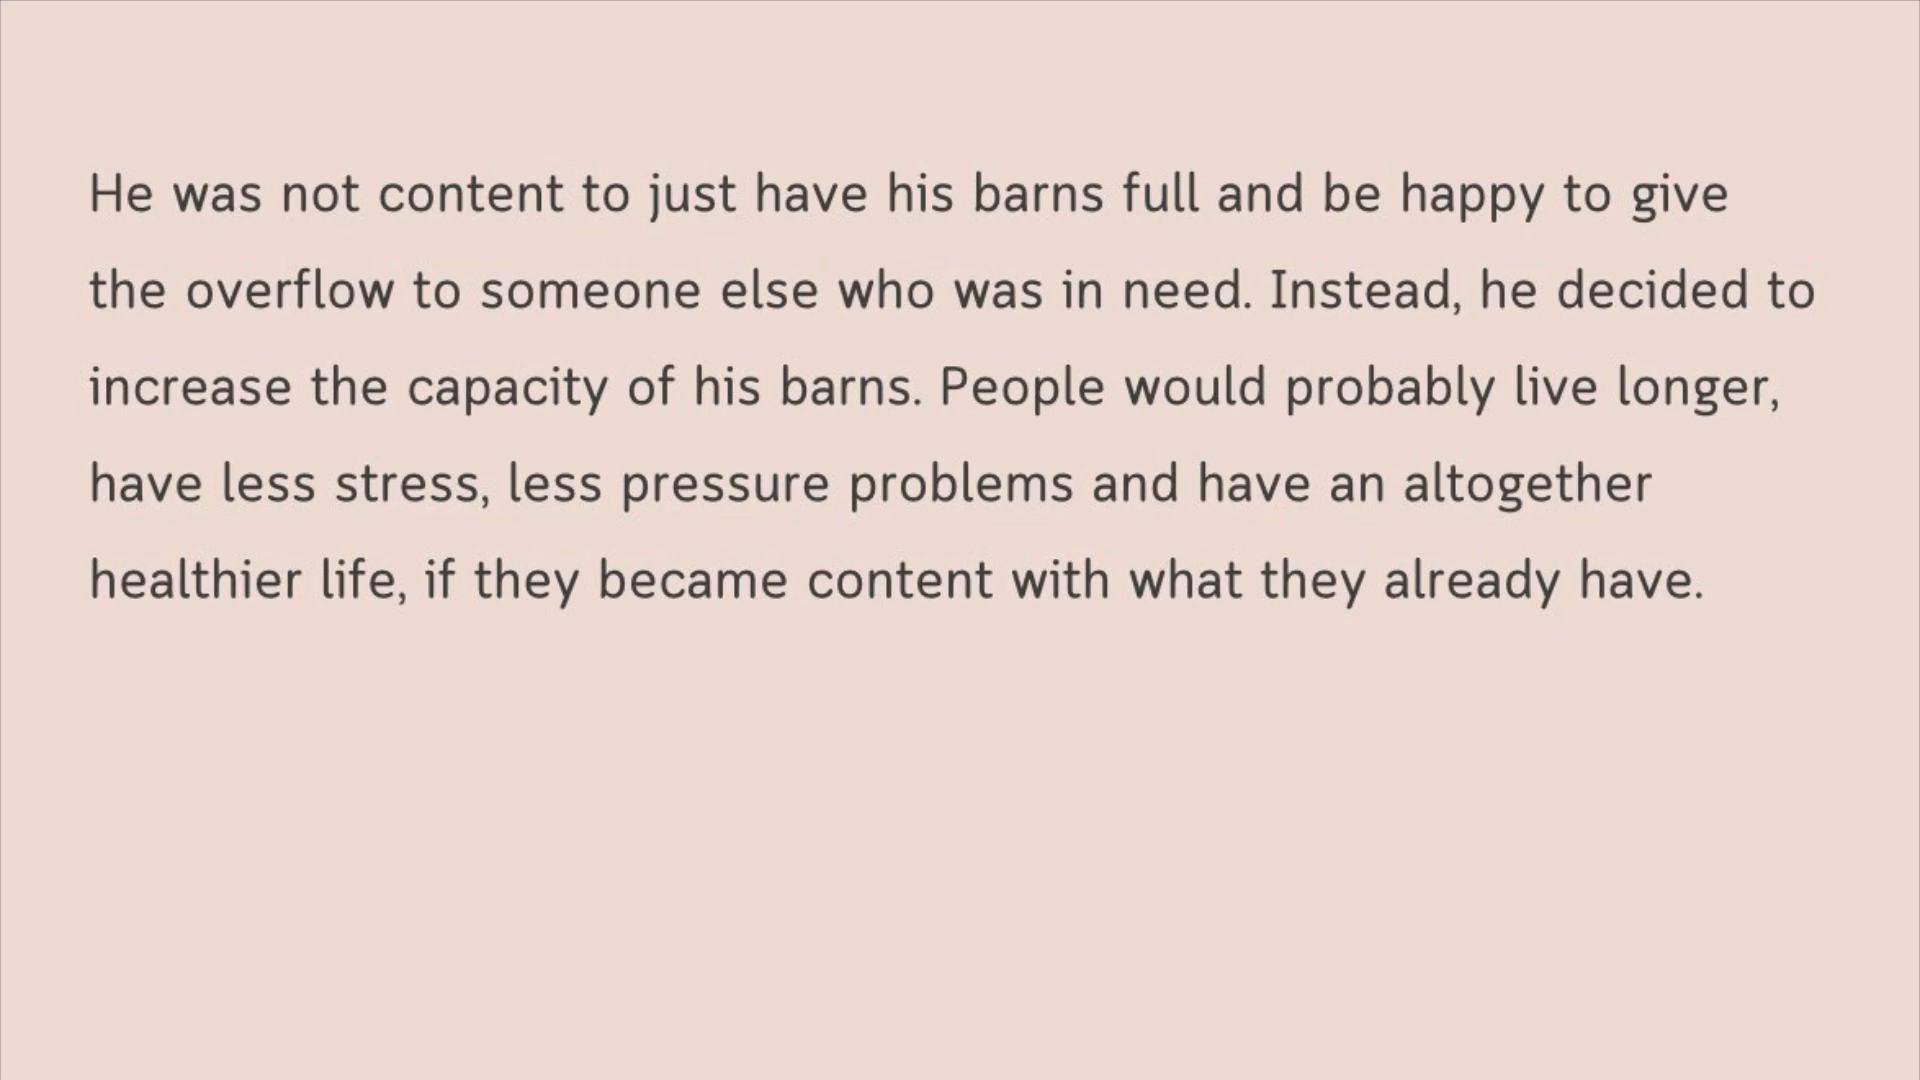 He was not content to just have his barns full and be happy to give
the overflow to someone else who was in need. Instead, he decided to
increase the capacity of his barns. People would probably live longer,
have less stress, less pressure problems and have an altogether
healthier life, if they became content with what they already have.